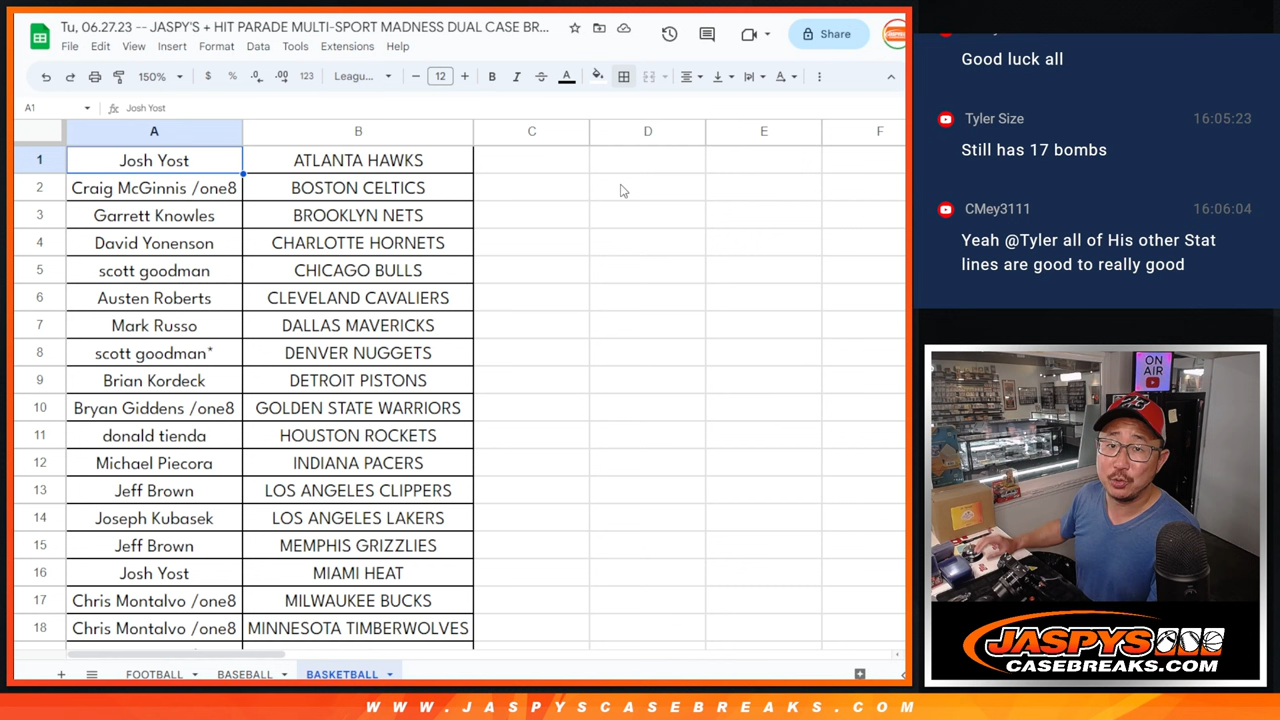 Tu, 06.27.23 -- JASPY'S + HIT PARADE MULTI-SPORT MADNESS DUAL CASE BR...
File Edit View Insert Format Data Tools Extensions Help
Share
150% $ % .0 .00 123 Leagu... 12 B I A
A1 fx Josh Yost
A B C D E F
1 Josh Yost ATLANTA HAWKS
2 Craig McGinnis /one8 BOSTON CELTICS
3 Garrett Knowles BROOKLYN NETS
4 David Yonenson CHARLOTTE HORNETS
5 scott goodman CHICAGO BULLS
6 Austen Roberts CLEVELAND CAVALIERS
7 Mark Russo DALLAS MAVERICKS
8 scott goodman* DENVER NUGGETS
9 Brian Kordeck DETROIT PISTONS
10 Bryan Giddens /one8 GOLDEN STATE WARRIORS
11 donald tienda HOUSTON ROCKETS
12 Michael Piecora INDIANA PACERS
13 Jeff Brown LOS ANGELES CLIPPERS
14 Joseph Kubasek LOS ANGELES LAKERS
15 Jeff Brown MEMPHIS GRIZZLIES
16 Josh Yost MIAMI HEAT
17 Chris Montalvo /one8 MILWAUKEE BUCKS
18 Chris Montalvo /one8 MINNESOTA TIMBERWOLVES
FOOTBALL BASEBALL BASKETBALL
Good luck all
Tyler Size 16:05:23
Still has 17 bombs
CMey3111 16:06:04
Yeah @Tyler all of His other Stat
lines are good to really good
ON
AIR
JASPYS
CASEBREAKS.COM
WWW.JASPYSCASEBREAKS.COM